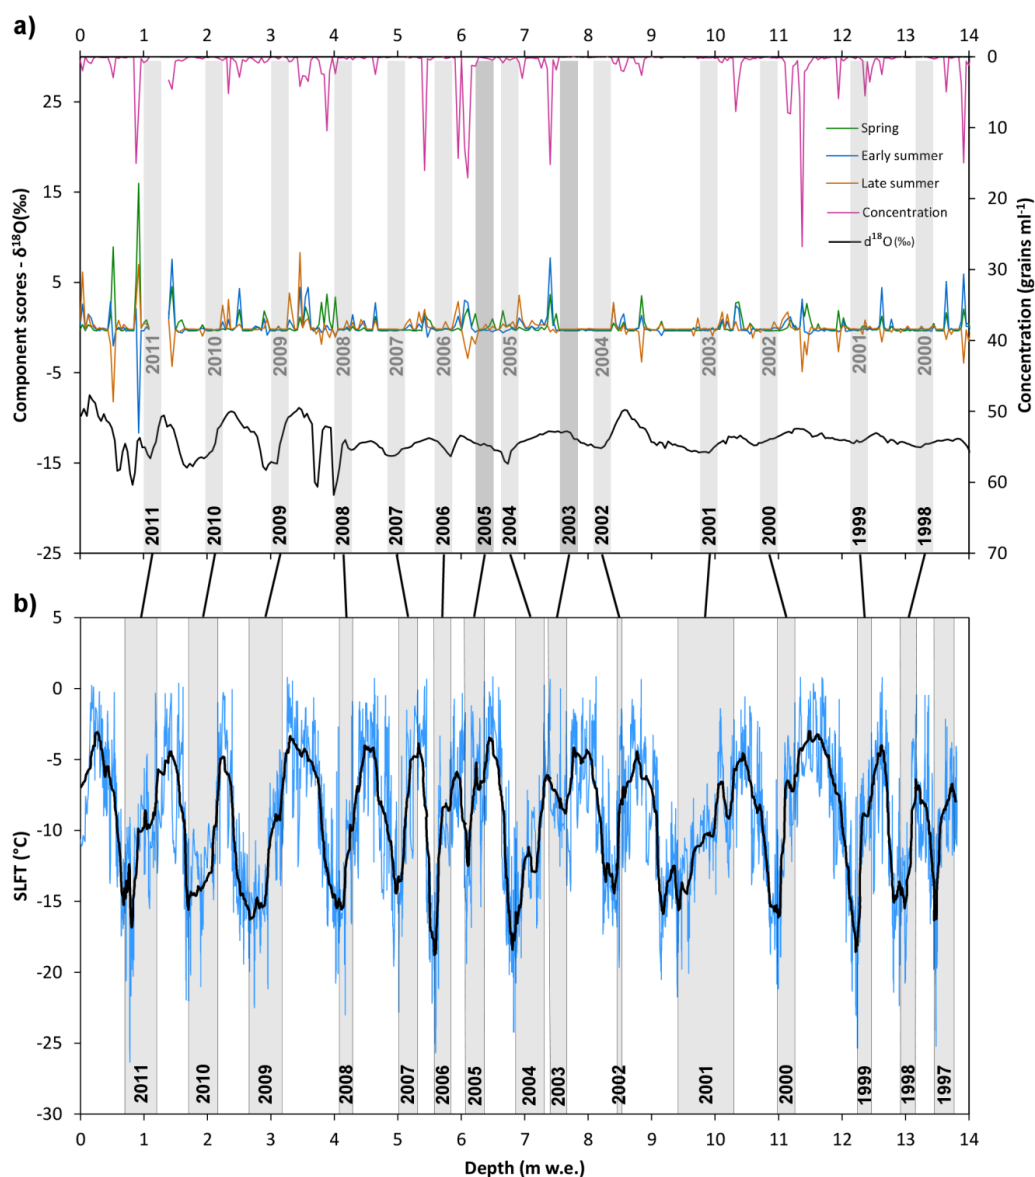 a)
0 1 2 3 4 5 6 7 8 9 10 11 12 13 14
25
15
5
-5
-15
-25
Component scores - δ¹⁸O(‰)
0
10
20
30
40
50
60
70
Concentration (grains ml⁻¹)
Spring
Early summer
Late summer
Concentration
d¹⁸O(‰)
2011 2010 2009 2008 2007 2006 2005 2004 2003 2002 2001 2000
2011 2010 2009 2008 2007 2006 2005 2004 2003 2002 2001 2000 1999 1998
b)
5
0
-5
-10
-15
-20
-25
-30
SLFT (°C)
2011 2010 2009 2008 2007 2006 2005 2004 2003 2002 2001 2000 1999 1998 1997
0 1 2 3 4 5 6 7 8 9 10 11 12 13 14
Depth (m w.e.)